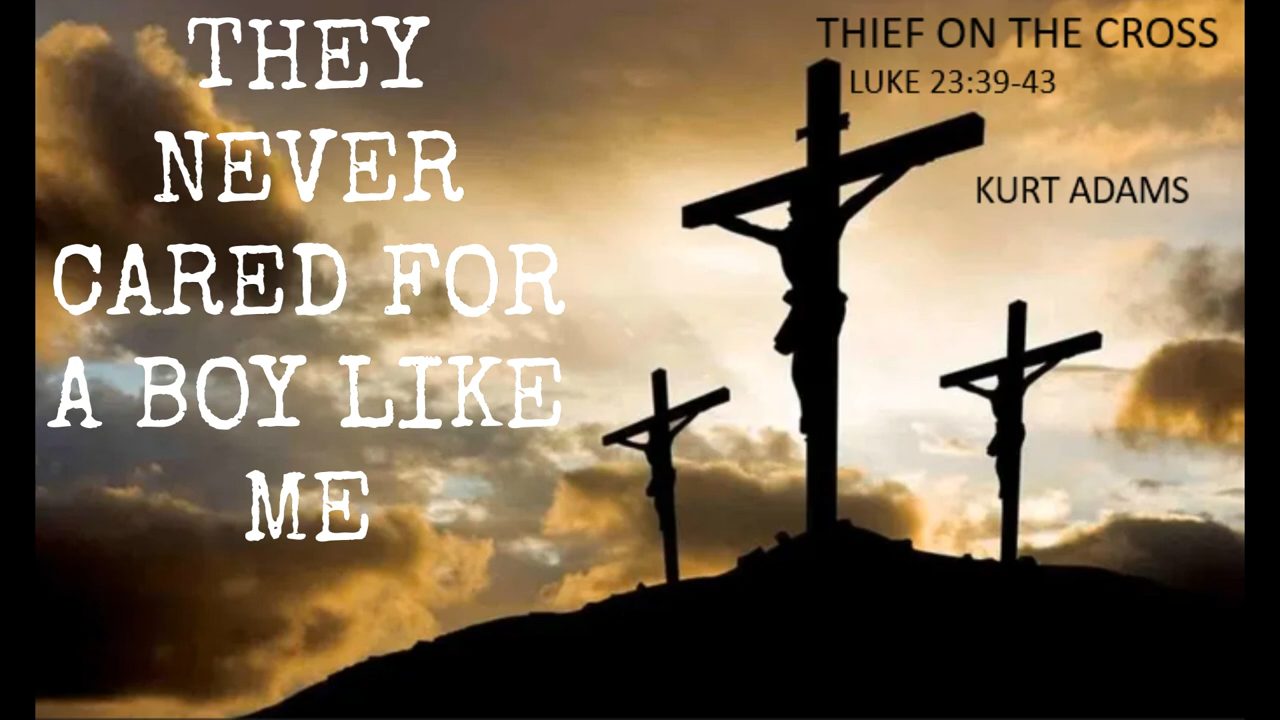 THEY
NEVER
CARED FOR
A BOY LIKE
ME
THIEF ON THE CROSS
LUKE 23:39-43
KURT ADAMS